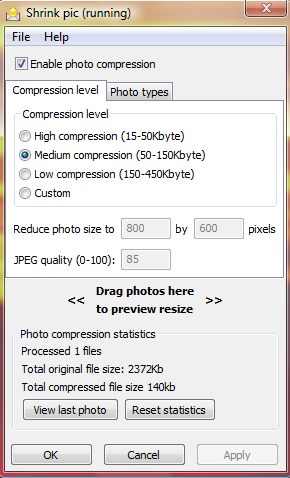 Shrink pic (running)
File Help
Enable photo compression
Compression level Photo types
Compression level
High compression (15-50Kbyte)
Medium compression (50-150Kbyte)
Low compression (150-450Kbyte)
Custom
Reduce photo size to 800 by 600 pixels
JPEG quality (0-100): 85
<< Drag photos here >>
to preview resize
Photo compression statistics
Processed 1 files
Total original file size: 2372Kb
Total compressed file size 140kb
View last photo Reset statistics
OK Cancel Apply